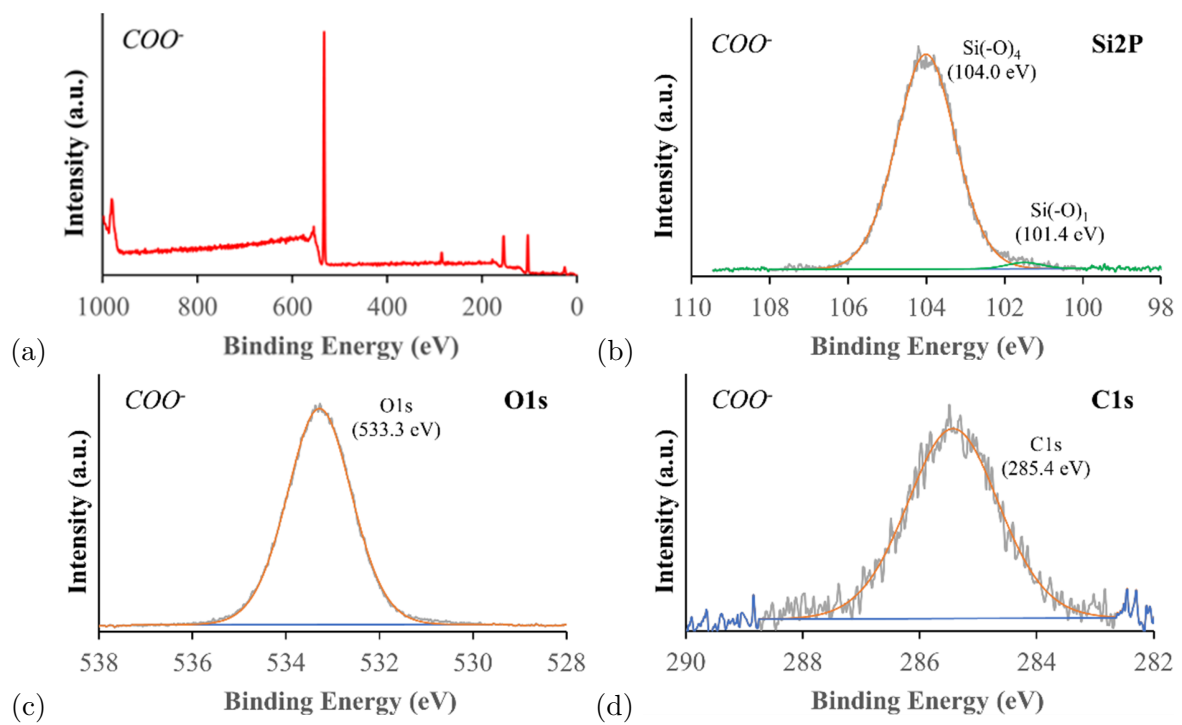 COO⁻
Intensity (a.u.)
1000 800 600 400 200 0
Binding Energy (eV)
(a)
COO⁻ Si2P
Si(-O)₄
(104.0 eV)
Si(-O)₁
(101.4 eV)
Intensity (a.u.)
110 108 106 104 102 100 98
Binding Energy (eV)
(b)
COO⁻ O1s
O1s
(533.3 eV)
Intensity (a.u.)
538 536 534 532 530 528
Binding Energy (eV)
(c)
COO⁻ C1s
C1s
(285.4 eV)
Intensity (a.u.)
290 288 286 284 282
Binding Energy (eV)
(d)